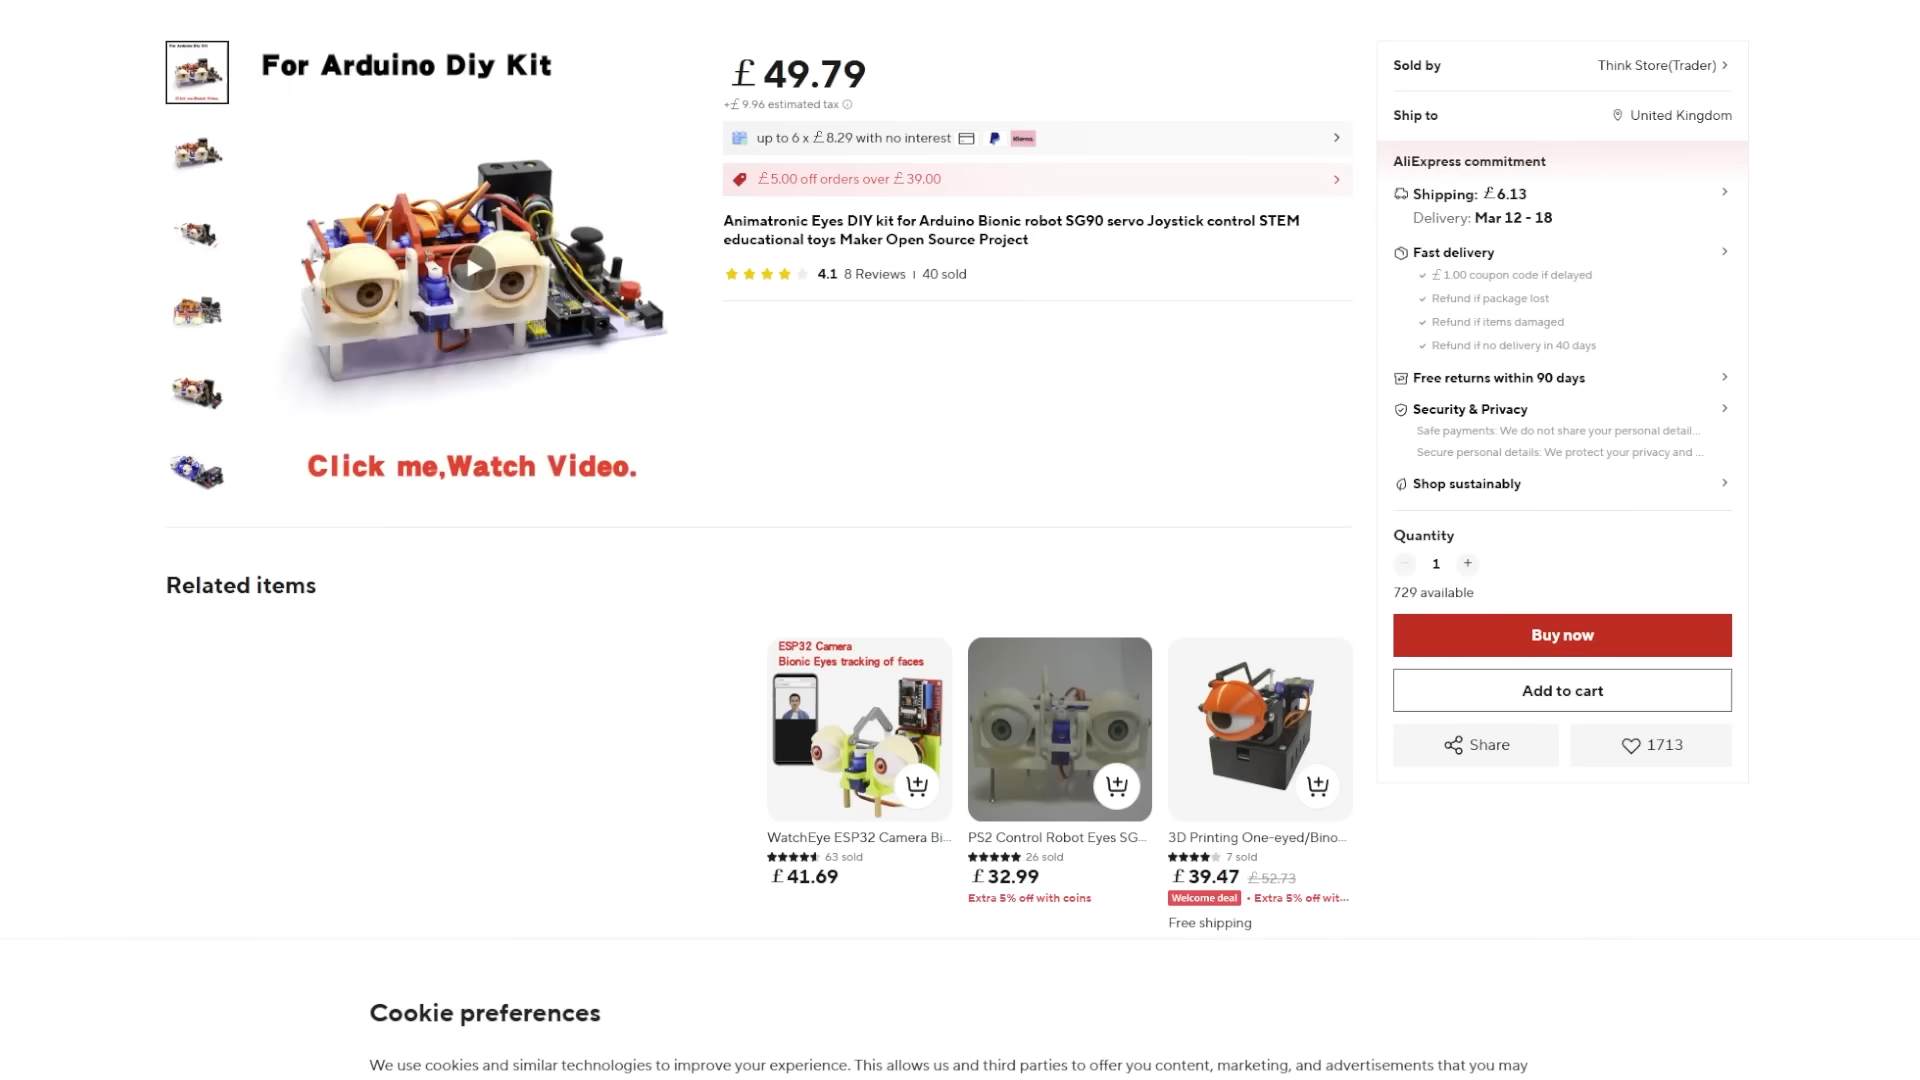 For Arduino Diy Kit
Click me,Watch Video.
£49.79
+£9.96 estimated tax
up to 6 x £8.29 with no interest
Klarna.
£5.00 off orders over £39.00
Animatronic Eyes DIY kit for Arduino Bionic robot SG90 servo Joystick control STEM
educational toys Maker Open Source Project
4.1 8 Reviews | 40 sold
Sold by Think Store(Trader)
Ship to United Kingdom
AliExpress commitment
Shipping: £6.13
Delivery: Mar 12 - 18
Fast delivery
£1.00 coupon code if delayed
Refund if package lost
Refund if items damaged
Refund if no delivery in 40 days
Free returns within 90 days
Security & Privacy
Safe payments: We do not share your personal detail...
Secure personal details: We protect your privacy and ...
Shop sustainably
Quantity
1
729 available
Buy now
Add to cart
Share
1713
Related items
ESP32 Camera
Bionic Eyes tracking of faces
WatchEye ESP32 Camera Bi...
63 sold
£41.69
PS2 Control Robot Eyes SG...
26 sold
£32.99
Extra 5% off with coins
3D Printing One-eyed/Bino...
7 sold
£39.47 £52.73
Welcome deal • Extra 5% off wit...
Free shipping
Cookie preferences
We use cookies and similar technologies to improve your experience. This allows us and third parties to offer you content, marketing, and advertisements that you may